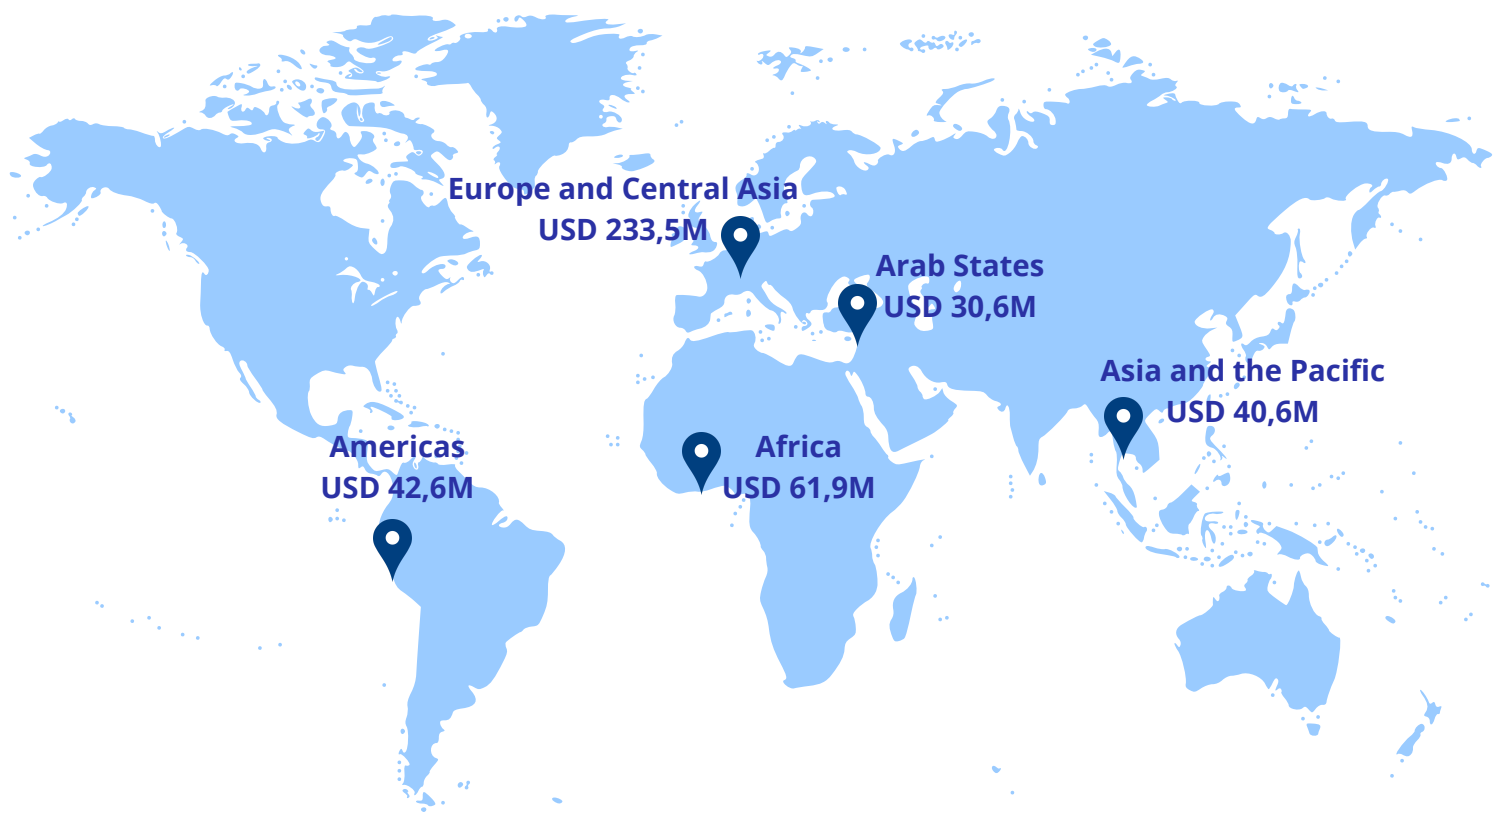 Europe and Central Asia
USD 233,5M
Arab States
USD 30,6M
Asia and the Pacific
USD 40,6M
Americas
USD 42,6M
Africa
USD 61,9M